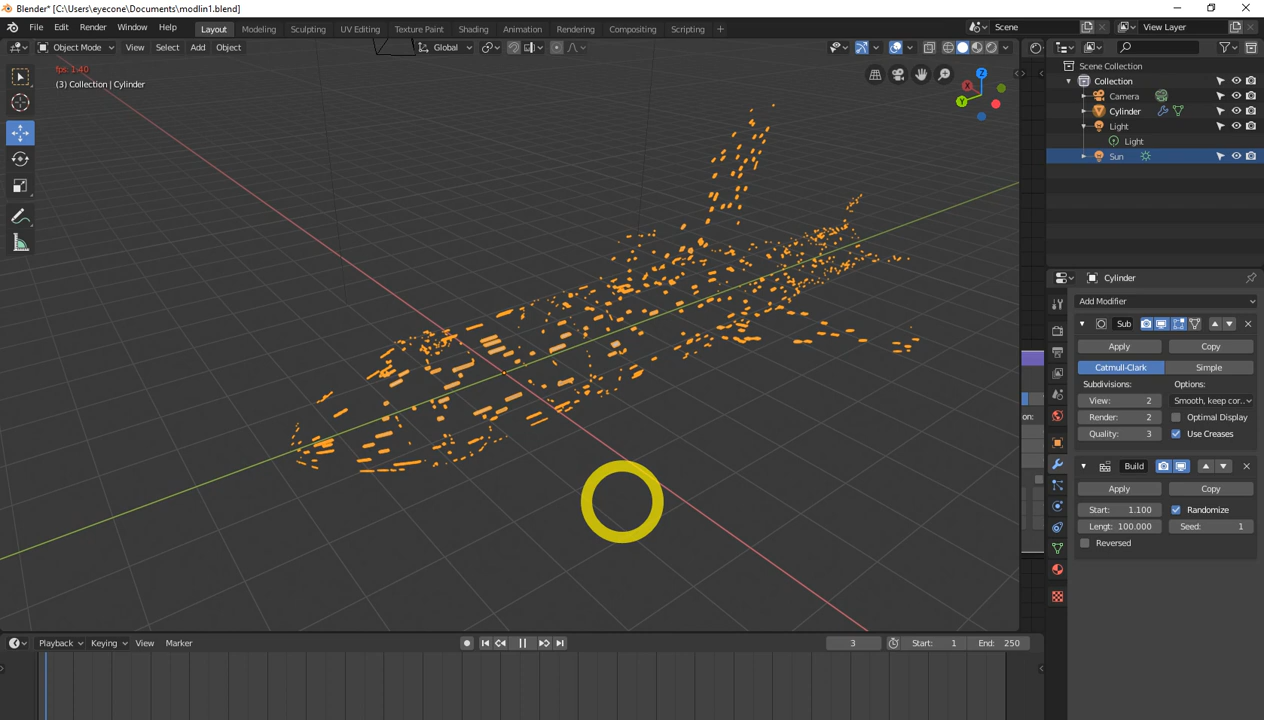 Blender* [C:\Users\eyecone\Documents\modlin1.blend]
File Edit Render Window Help Layout Modeling Sculpting UV Editing Texture Paint Shading Animation Rendering Compositing Scripting + Scene View Layer
Object Mode View Select Add Object Global
fps: 1.40
(3) Collection | Cylinder
Z
X
Y
Scene Collection
Collection
Camera
Cylinder
Light
Light
Sun
Cylinder
Add Modifier
Sub
Apply Copy
Catmull-Clark Simple
Subdivisions: Options:
View: 2 Smooth, keep cor..
Render: 2 Optimal Display
Quality: 3 Use Creases
on:
Build
Apply Copy
Start: 1.100 Randomize
Lengt: 100.000 Seed: 1
Reversed
Playback Keying View Marker 3 Start: 1 End: 250